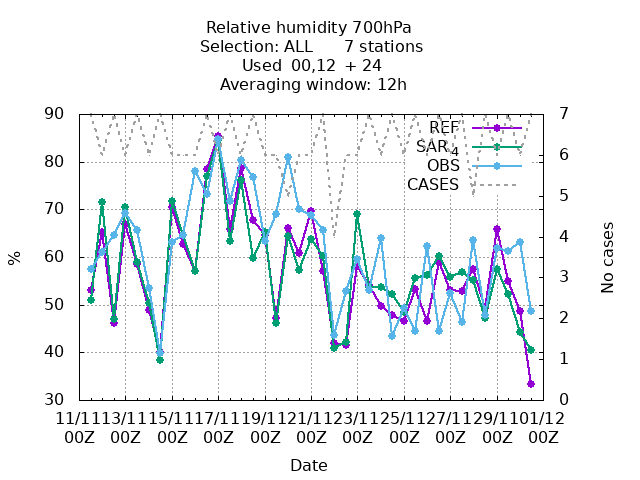 Relative humidity 700hPa
Selection: ALL 7 stations
Used 00,12 + 24
Averaging window: 12h
90
80
70
60
50
40
30
%
7
6
5
4
3
2
1
0
No cases
REF
SAR_4
OBS
CASES
11/11 13/11 15/11 17/11 19/11 21/11 23/11 25/11 27/11 29/11 01/12
00Z 00Z 00Z 00Z 00Z 00Z 00Z 00Z 00Z 00Z 00Z
Date